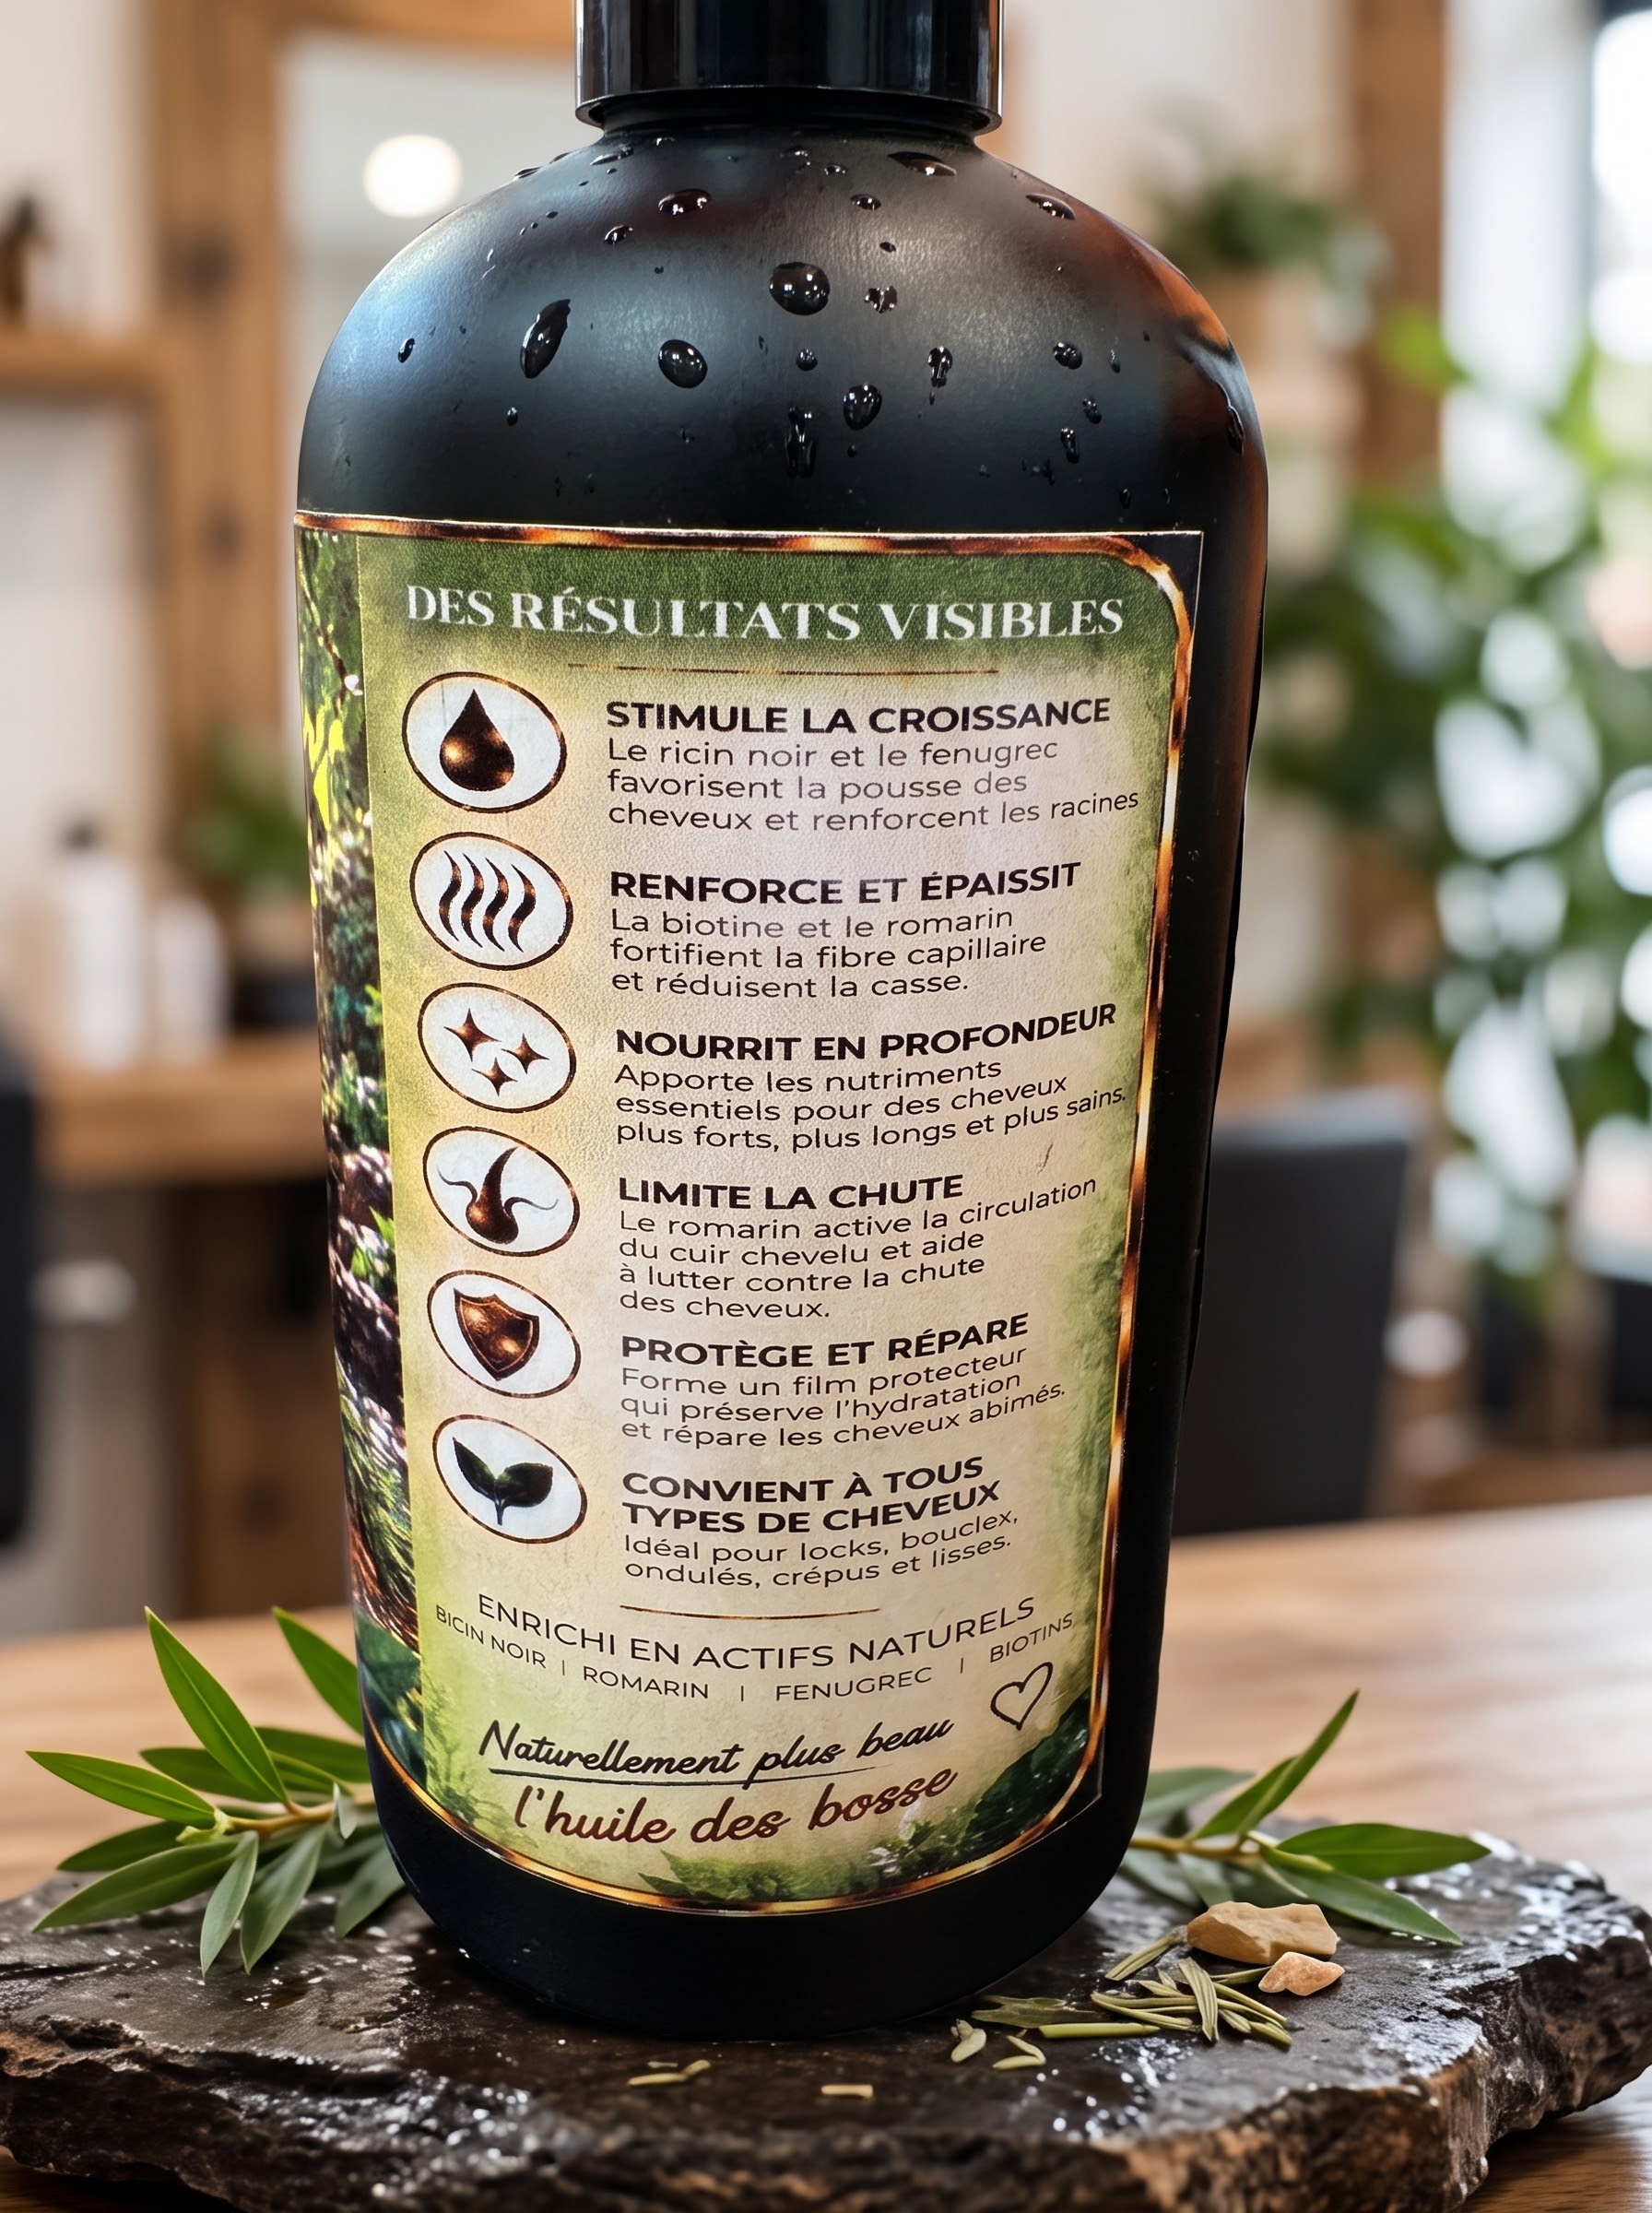 DES RÉSULTATS VISIBLES
STIMULE LA CROISSANCE
Le ricin noir et le fenugrec
favorisent la pousse des
cheveux et renforcent les racines
RENFORCE ET ÉPAISSIT
La biotine et le romarin
fortifient la fibre capillaire
et réduisent la casse.
NOURRIT EN PROFONDEUR
Apporte les nutriments
essentiels pour des cheveux
plus forts, plus longs et plus sains.
LIMITE LA CHUTE
Le romarin active la circulation
du cuir chevelu et aide
à lutter contre la chute
des cheveux.
PROTÈGE ET RÉPARE
Forme un film protecteur
qui préserve l'hydratation
et répare les cheveux abimés.
CONVIENT À TOUS
TYPES DE CHEVEUX
Idéal pour locks, bouclex,
ondulés, crépus et lisses.
ENRICHI EN ACTIFS NATURELS
BICIN NOIR | ROMARIN | FENUGREC | BIOTINS
Naturellement plus beau
l'huile des bosse